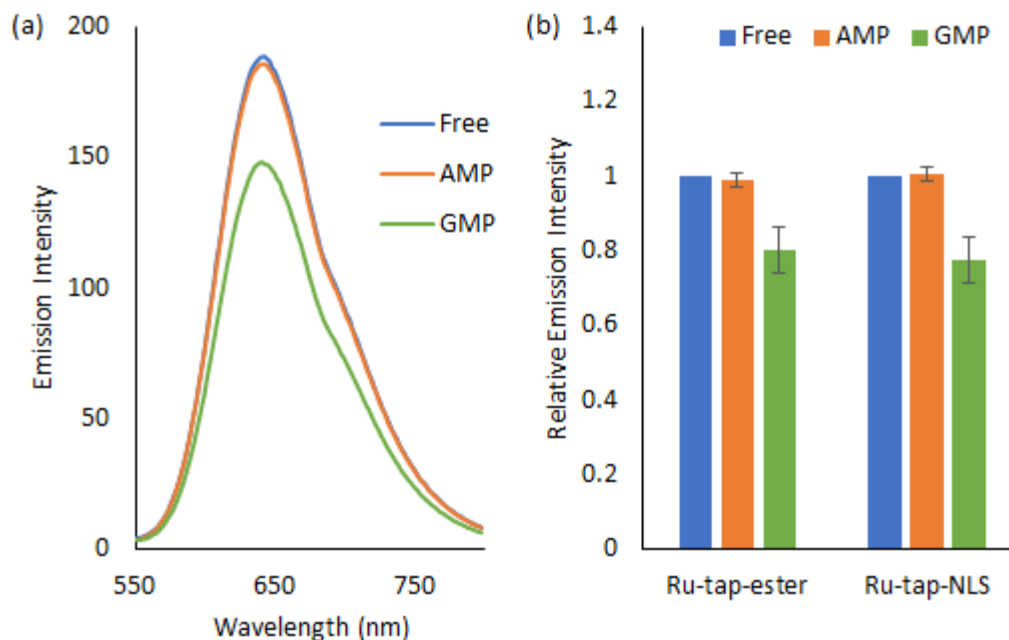 (a)
200
150
100
50
0
Emission Intensity
Free
AMP
GMP
550 650 750
Wavelength (nm)
(b)
1.4
1.2
1
0.8
0.6
0.4
0.2
0
Relative Emission Intensity
Free AMP GMP
Ru-tap-ester Ru-tap-NLS